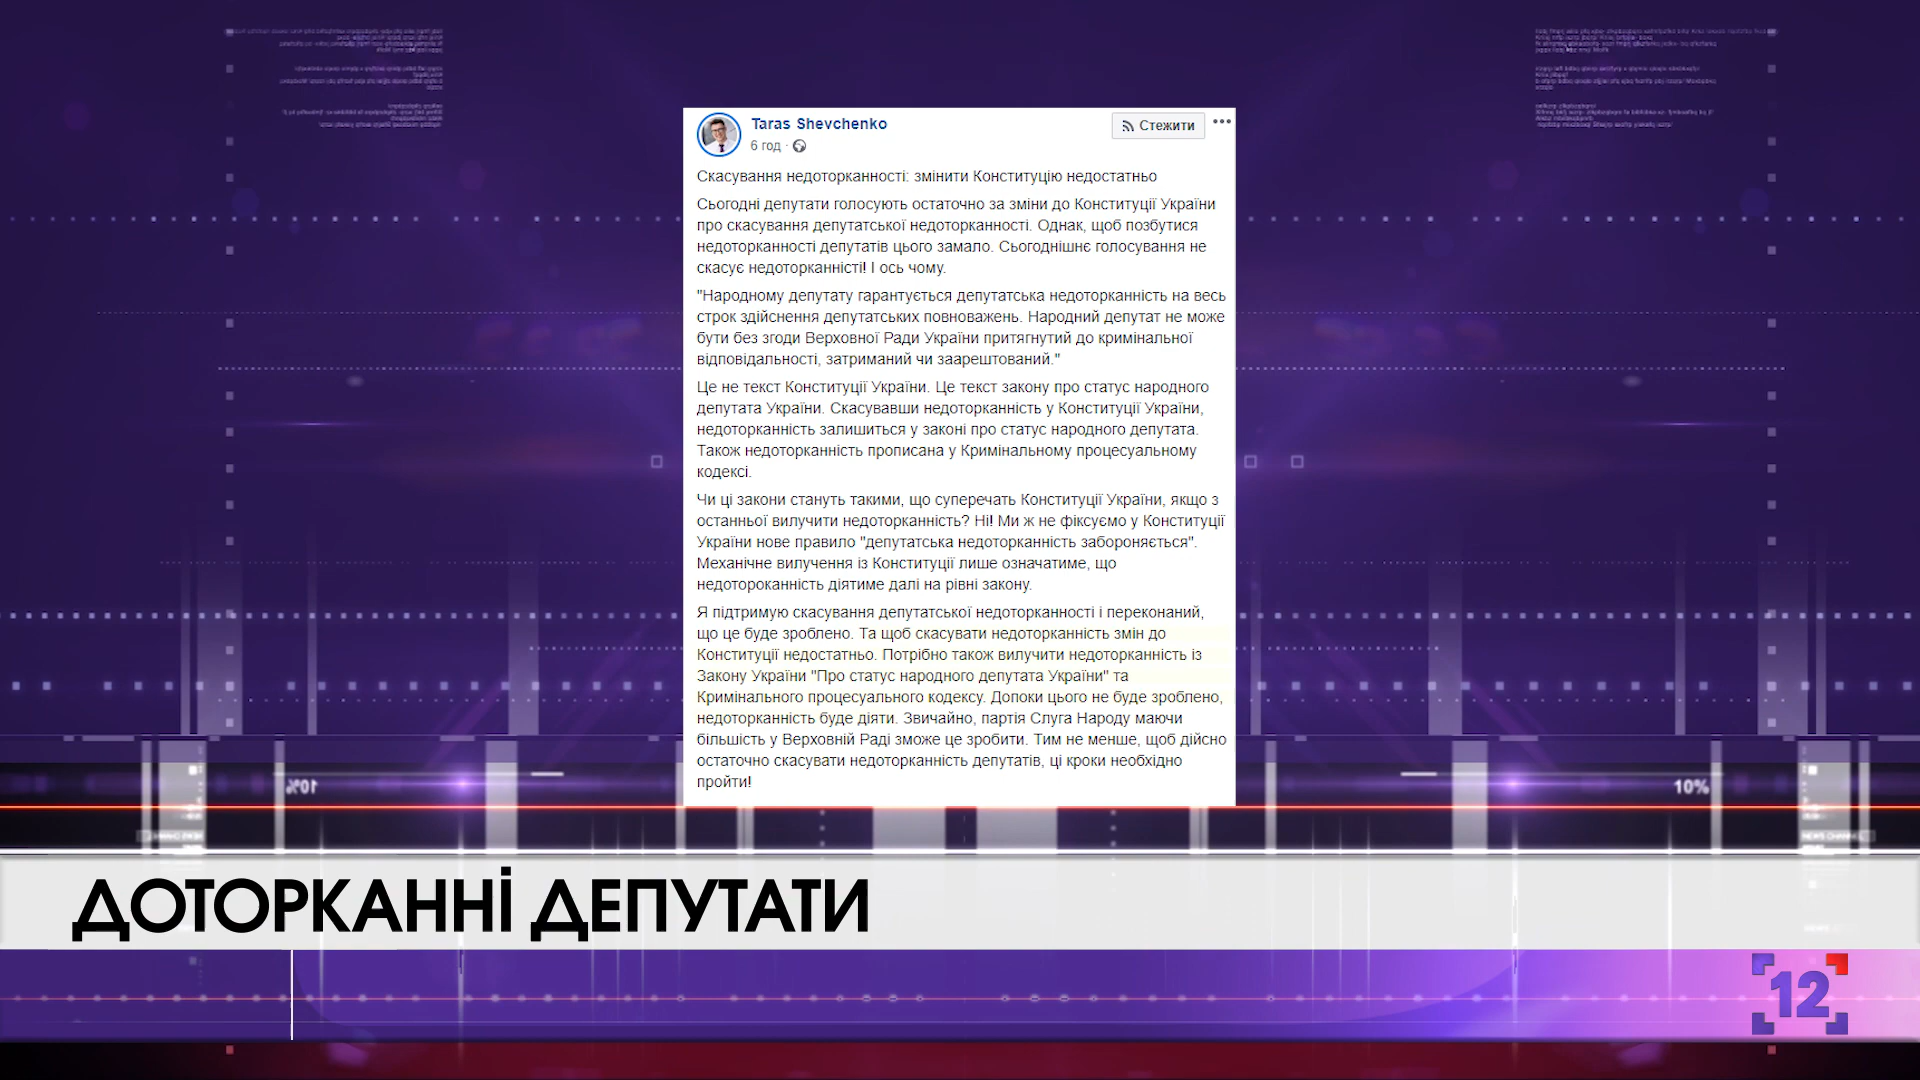 Taras Shevchenko
6 год ·
Стежити
Скасування недоторканності: змінити Конституцію недостатньо
Сьогодні депутати голосують остаточно за зміни до Конституції України
про скасування депутатської недоторканності. Однак, щоб позбутися
недоторканності депутатів цього замало. Сьогоднішнє голосування не
скасує недоторканністі! І ось чому.
"Народному депутату гарантується депутатська недоторканність на весь
строк здійснення депутатських повноважень. Народний депутат не може
бути без згоди Верховної Ради України притягнутий до кримінальної
відповідальності, затриманий чи заарештований."
Це не текст Конституції України. Це текст закону про статус народного
депутата України. Скасувавши недоторканність у Конституції України,
недоторканність залишиться у законі про статус народного депутата.
Також недоторканність прописана у Кримінальному процесуальному
кодексі.
Чи ці закони стануть такими, що суперечать Конституції України, якщо з
останньої вилучити недоторканність? Ні! Ми ж не фіксуємо у Конституції
України нове правило "депутатська недоторканність забороняється".
Механічне вилучення із Конституції лише означатиме, що
недотороканність діятиме далі на рівні закону.
Я підтримую скасування депутатської недоторканності і переконаний,
що це буде зроблено. Та щоб скасувати недоторканність змін до
Конституції недостатньо. Потрібно також вилучити недоторканність із
Закону України "Про статус народного депутата України" та
Кримінального процесуального кодексу. Допоки цього не буде зроблено,
недоторканність буде діяти. Звичайно, партія Слуга Народу маючи
більшість у Верховній Раді зможе це зробити. Тим не менше, щоб дійсно
остаточно скасувати недоторканність депутатів, ці кроки необхідно
пройти!
10%
10%
NEWS CHANNEL
ДОТОРКАННі ДЕПУТАТИ
12